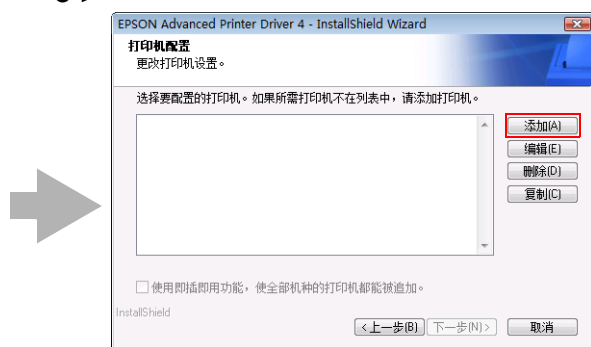 EPSON Advanced Printer Driver 4 - InstallShield Wizard
打印机配置
更改打印机设置。
选择要配置的打印机。如果所需打印机不在列表中，请添加打印机。
添加(A)
编辑(E)
删除(D)
复制(C)
使用即插即用功能，使全部机种的打印机都能被追加。
InstallShield
<上一步(B) 下一步(N)> 取消